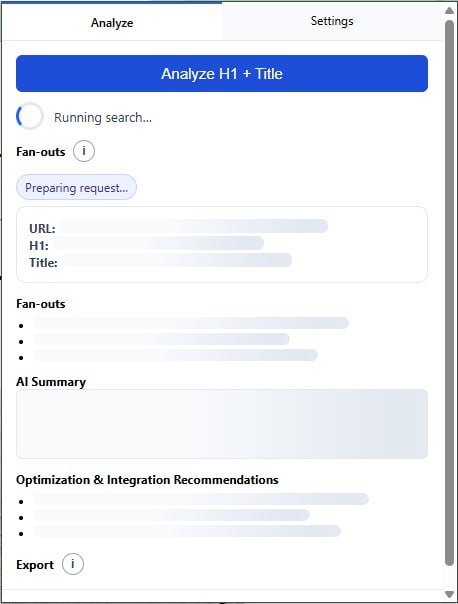 Analyze
Settings
Analyze H1 + Title
Running search...
Fan-outs i
Preparing request...
URL:
H1:
Title:
Fan-outs
AI Summary
Optimization & Integration Recommendations
Export i